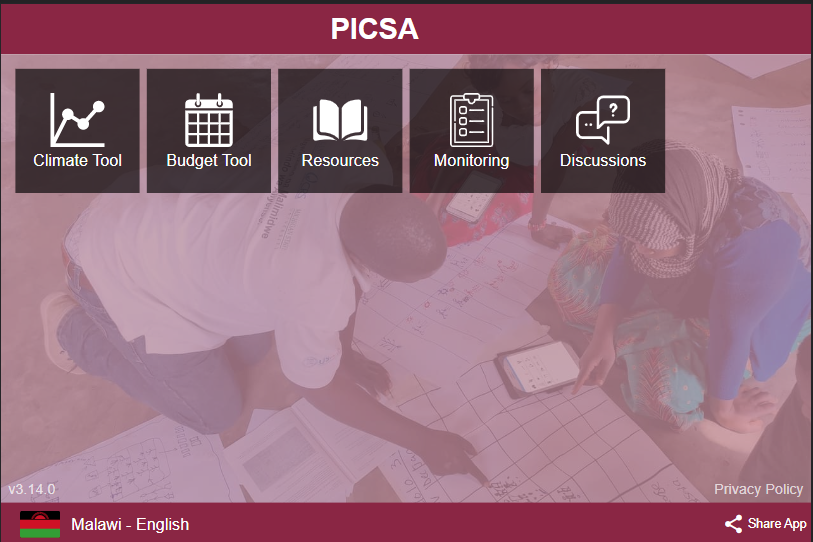 PICSA
Climate Tool
Budget Tool
Resources
Monitoring
Discussions
?
v3.14.0
Privacy Policy
Malawi - English
Share App